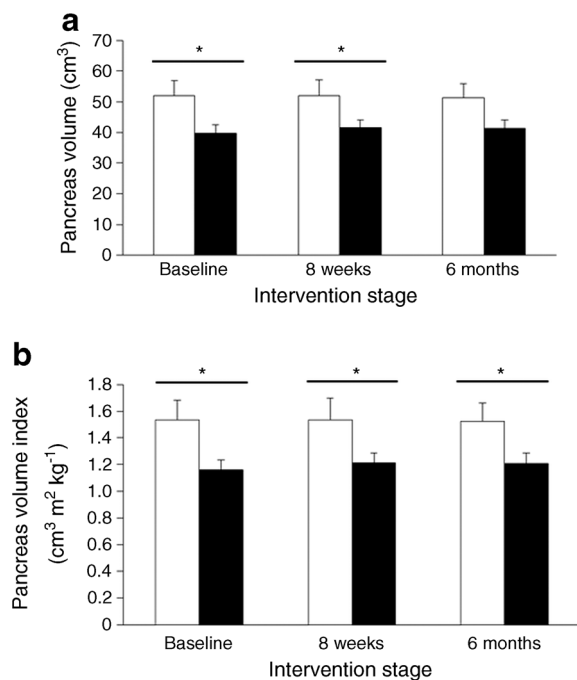 a
Pancreas volume (cm³)
70
60
50
40
30
20
10
0
* *
Baseline 8 weeks 6 months
Intervention stage
b
Pancreas volume index
(cm³ m² kg⁻¹)
1.8
1.6
1.4
1.2
1.0
0.8
0.6
0.4
0.2
0
* * *
Baseline 8 weeks 6 months
Intervention stage